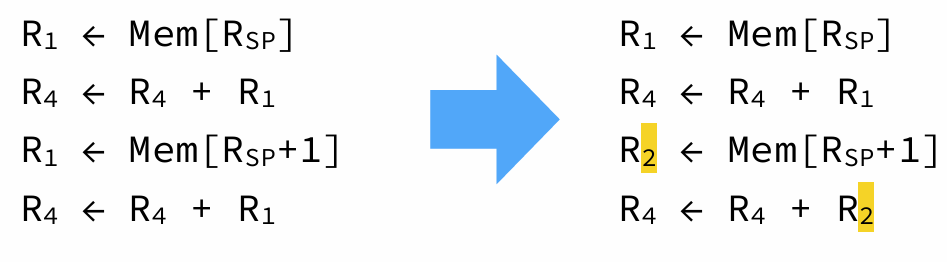 R₁ ← Mem[R_SP]
R₄ ← R₄ + R₁
R₁ ← Mem[R_SP+1]
R₄ ← R₄ + R₁
R₁ ← Mem[R_SP]
R₄ ← R₄ + R₁
R₂ ← Mem[R_SP+1]
R₄ ← R₄ + R₂